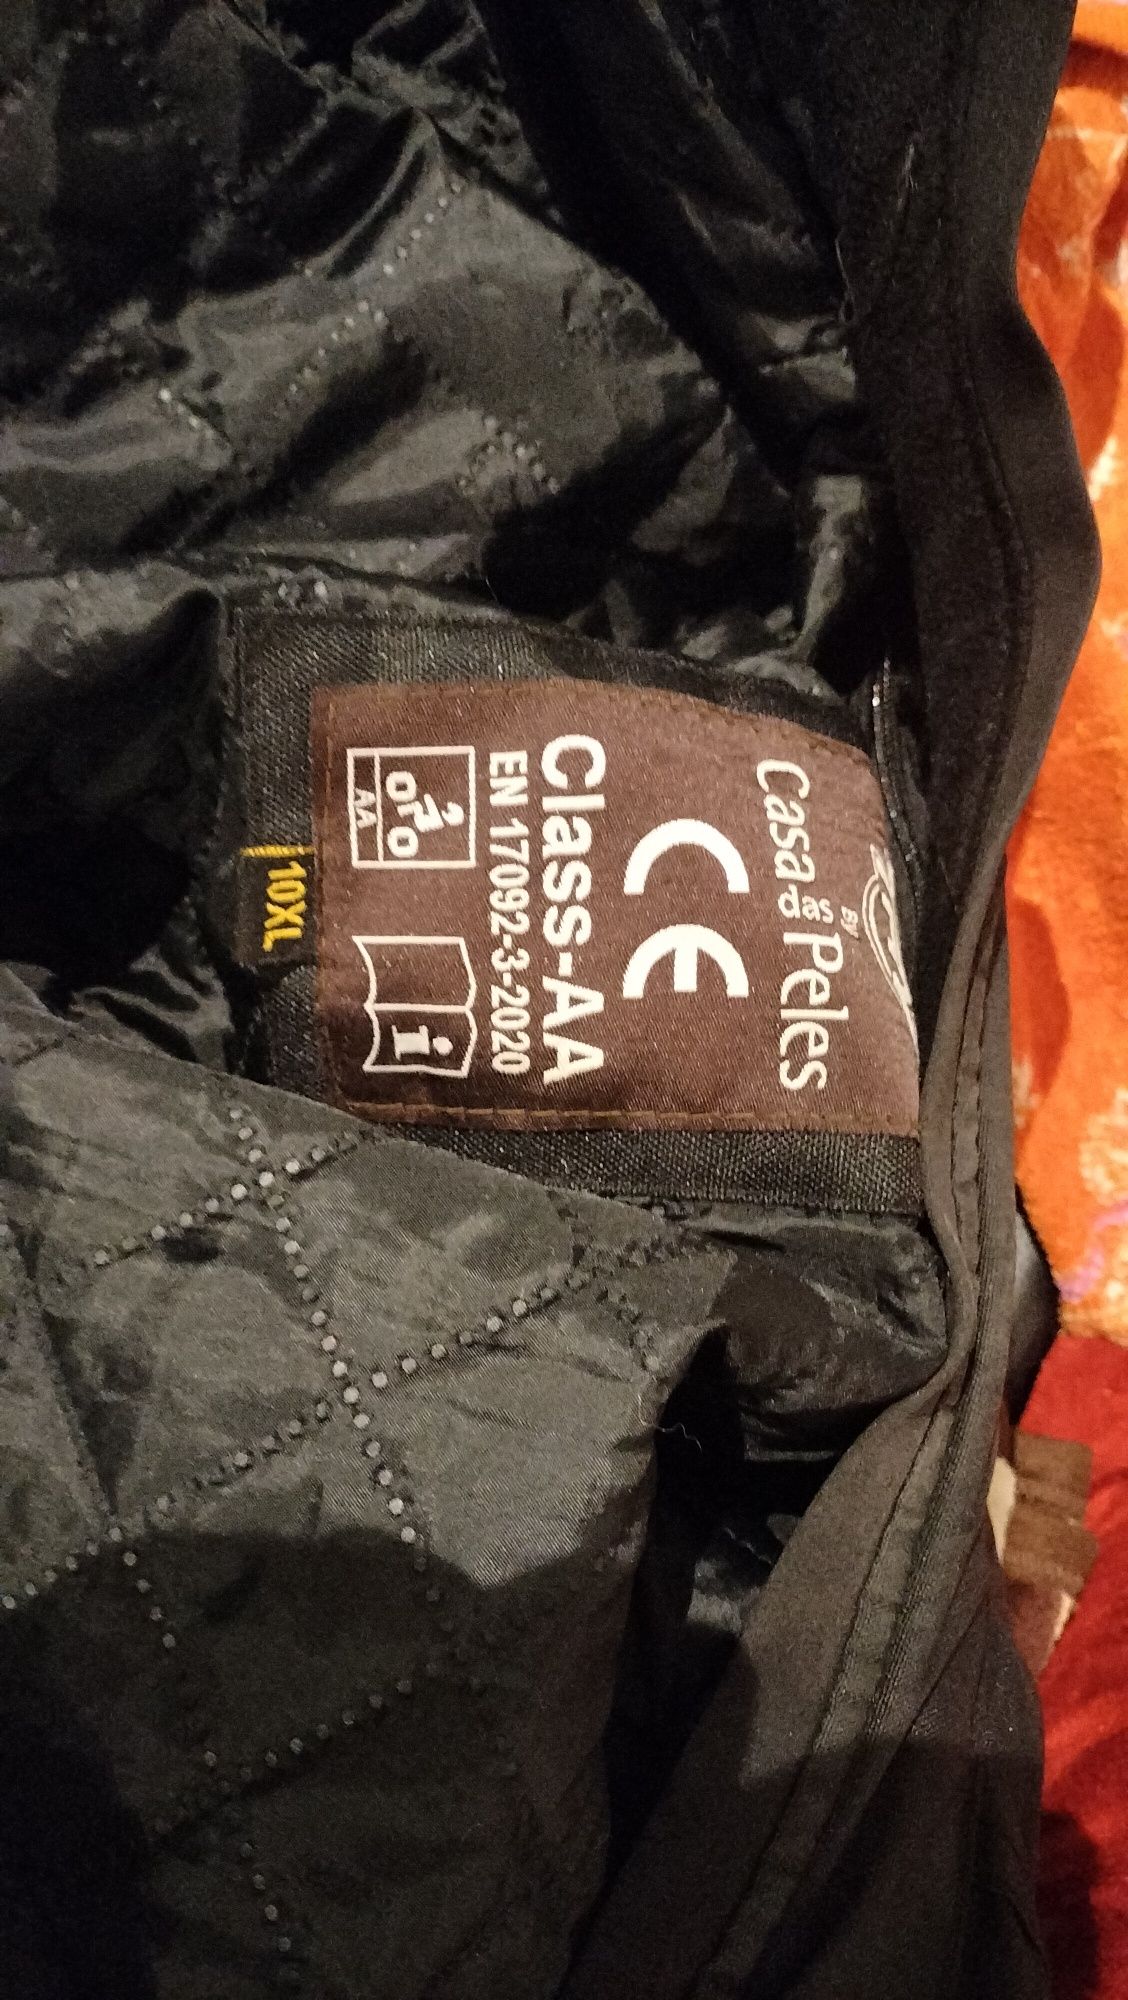 By
Casa-das Peles
CE
Class-AA
EN 17092-3-2020
AA
i
10XL